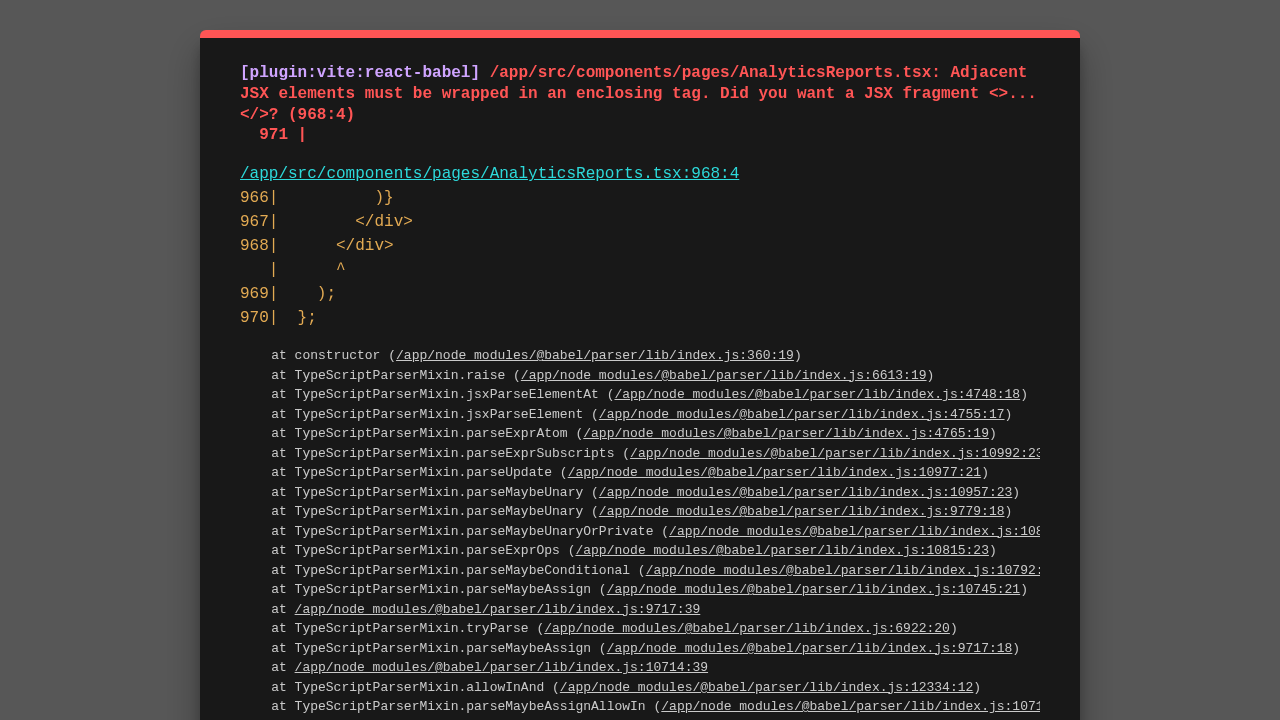 [plugin:vite:react-babel] /app/src/components/pages/AnalyticsReports.tsx: Adjacent
JSX elements must be wrapped in an enclosing tag. Did you want a JSX fragment <>...
</>? (968:4)
  971 |
/app/src/components/pages/AnalyticsReports.tsx:968:4
966|          )}
967|        </div>
968|      </div>
   |      ^
969|    );
970|  };
at constructor (/app/node_modules/@babel/parser/lib/index.js:360:19)
at TypeScriptParserMixin.raise (/app/node_modules/@babel/parser/lib/index.js:6613:19)
at TypeScriptParserMixin.jsxParseElementAt (/app/node_modules/@babel/parser/lib/index.js:4748:18)
at TypeScriptParserMixin.jsxParseElement (/app/node_modules/@babel/parser/lib/index.js:4755:17)
at TypeScriptParserMixin.parseExprAtom (/app/node_modules/@babel/parser/lib/index.js:4765:19)
at TypeScriptParserMixin.parseExprSubscripts (/app/node_modules/@babel/parser/lib/index.js:10992:23
at TypeScriptParserMixin.parseUpdate (/app/node_modules/@babel/parser/lib/index.js:10977:21)
at TypeScriptParserMixin.parseMaybeUnary (/app/node_modules/@babel/parser/lib/index.js:10957:23)
at TypeScriptParserMixin.parseMaybeUnary (/app/node_modules/@babel/parser/lib/index.js:9779:18)
at TypeScriptParserMixin.parseMaybeUnaryOrPrivate (/app/node_modules/@babel/parser/lib/index.js:108
at TypeScriptParserMixin.parseExprOps (/app/node_modules/@babel/parser/lib/index.js:10815:23)
at TypeScriptParserMixin.parseMaybeConditional (/app/node_modules/@babel/parser/lib/index.js:10792:
at TypeScriptParserMixin.parseMaybeAssign (/app/node_modules/@babel/parser/lib/index.js:10745:21)
at /app/node_modules/@babel/parser/lib/index.js:9717:39
at TypeScriptParserMixin.tryParse (/app/node_modules/@babel/parser/lib/index.js:6922:20)
at TypeScriptParserMixin.parseMaybeAssign (/app/node_modules/@babel/parser/lib/index.js:9717:18)
at /app/node_modules/@babel/parser/lib/index.js:10714:39
at TypeScriptParserMixin.allowInAnd (/app/node_modules/@babel/parser/lib/index.js:12334:12)
at TypeScriptParserMixin.parseMaybeAssignAllowIn (/app/node_modules/@babel/parser/lib/index.js:1071